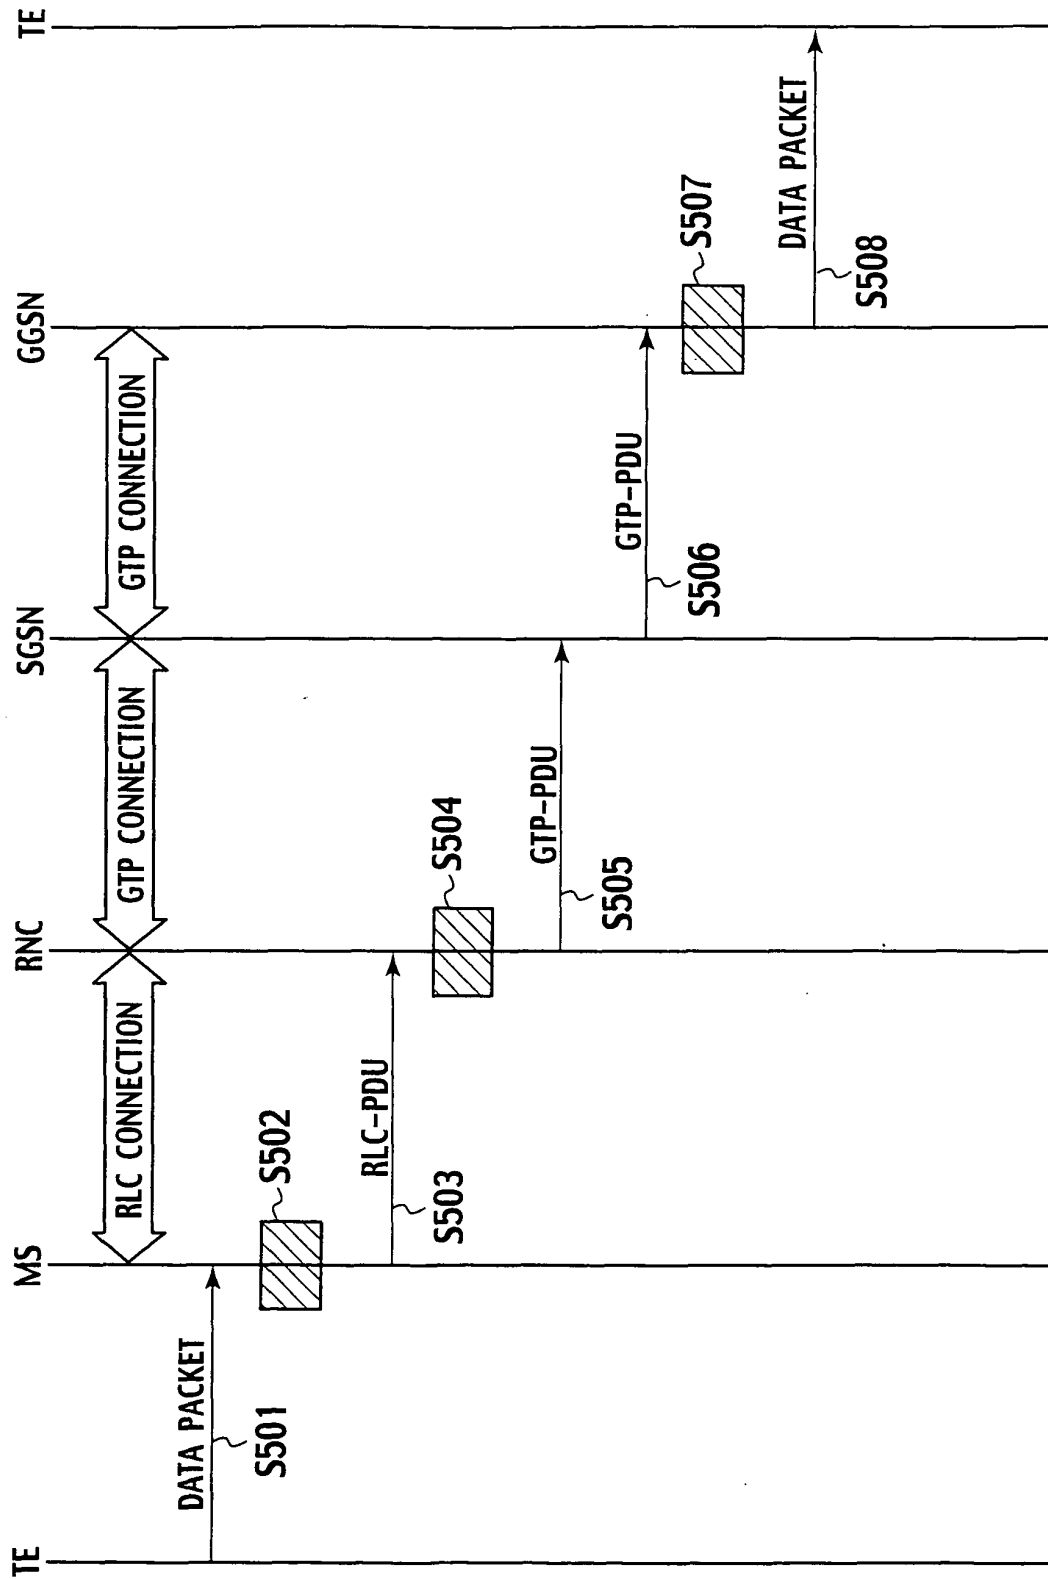 TE
MS
RNC
SGSN
GGSN
TE
RLC CONNECTION
GTP CONNECTION
GTP CONNECTION
DATA PACKET
S501
S502
RLC-PDU
S503
S504
GTP-PDU
S505
GTP-PDU
S506
S507
DATA PACKET
S508